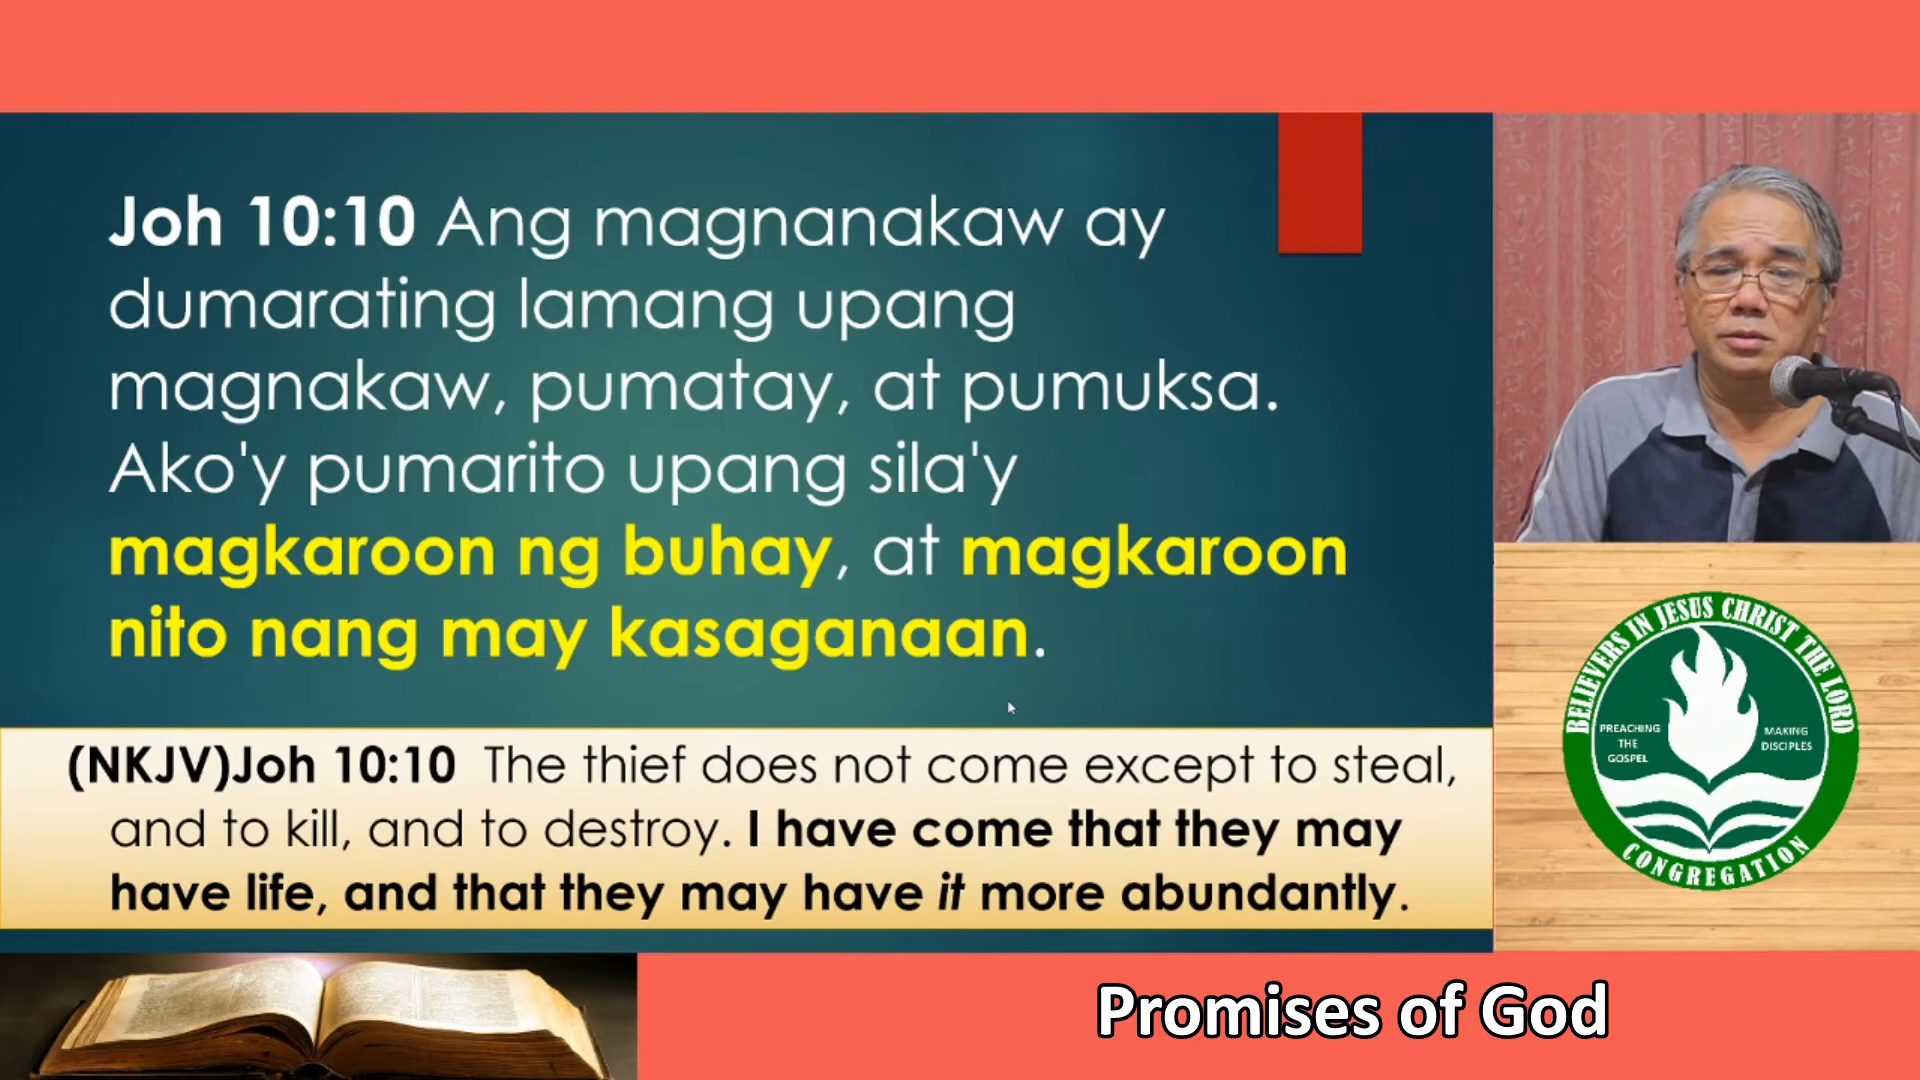 Joh 10:10 Ang magnanakaw ay
dumarating lamang upang
magnakaw, pumatay, at pumuksa.
Ako'y pumarito upang sila'y
magkaroon ng buhay, at magkaroon
nito nang may kasaganaan.
(NKJV)Joh 10:10 The thief does not come except to steal,
and to kill, and to destroy. I have come that they may
have life, and that they may have it more abundantly.
BELIEVERS IN JESUS CHRIST THE LORD
PREACHING
THE
GOSPEL
MAKING
DISCIPLES
CONGREGATION
Promises of God